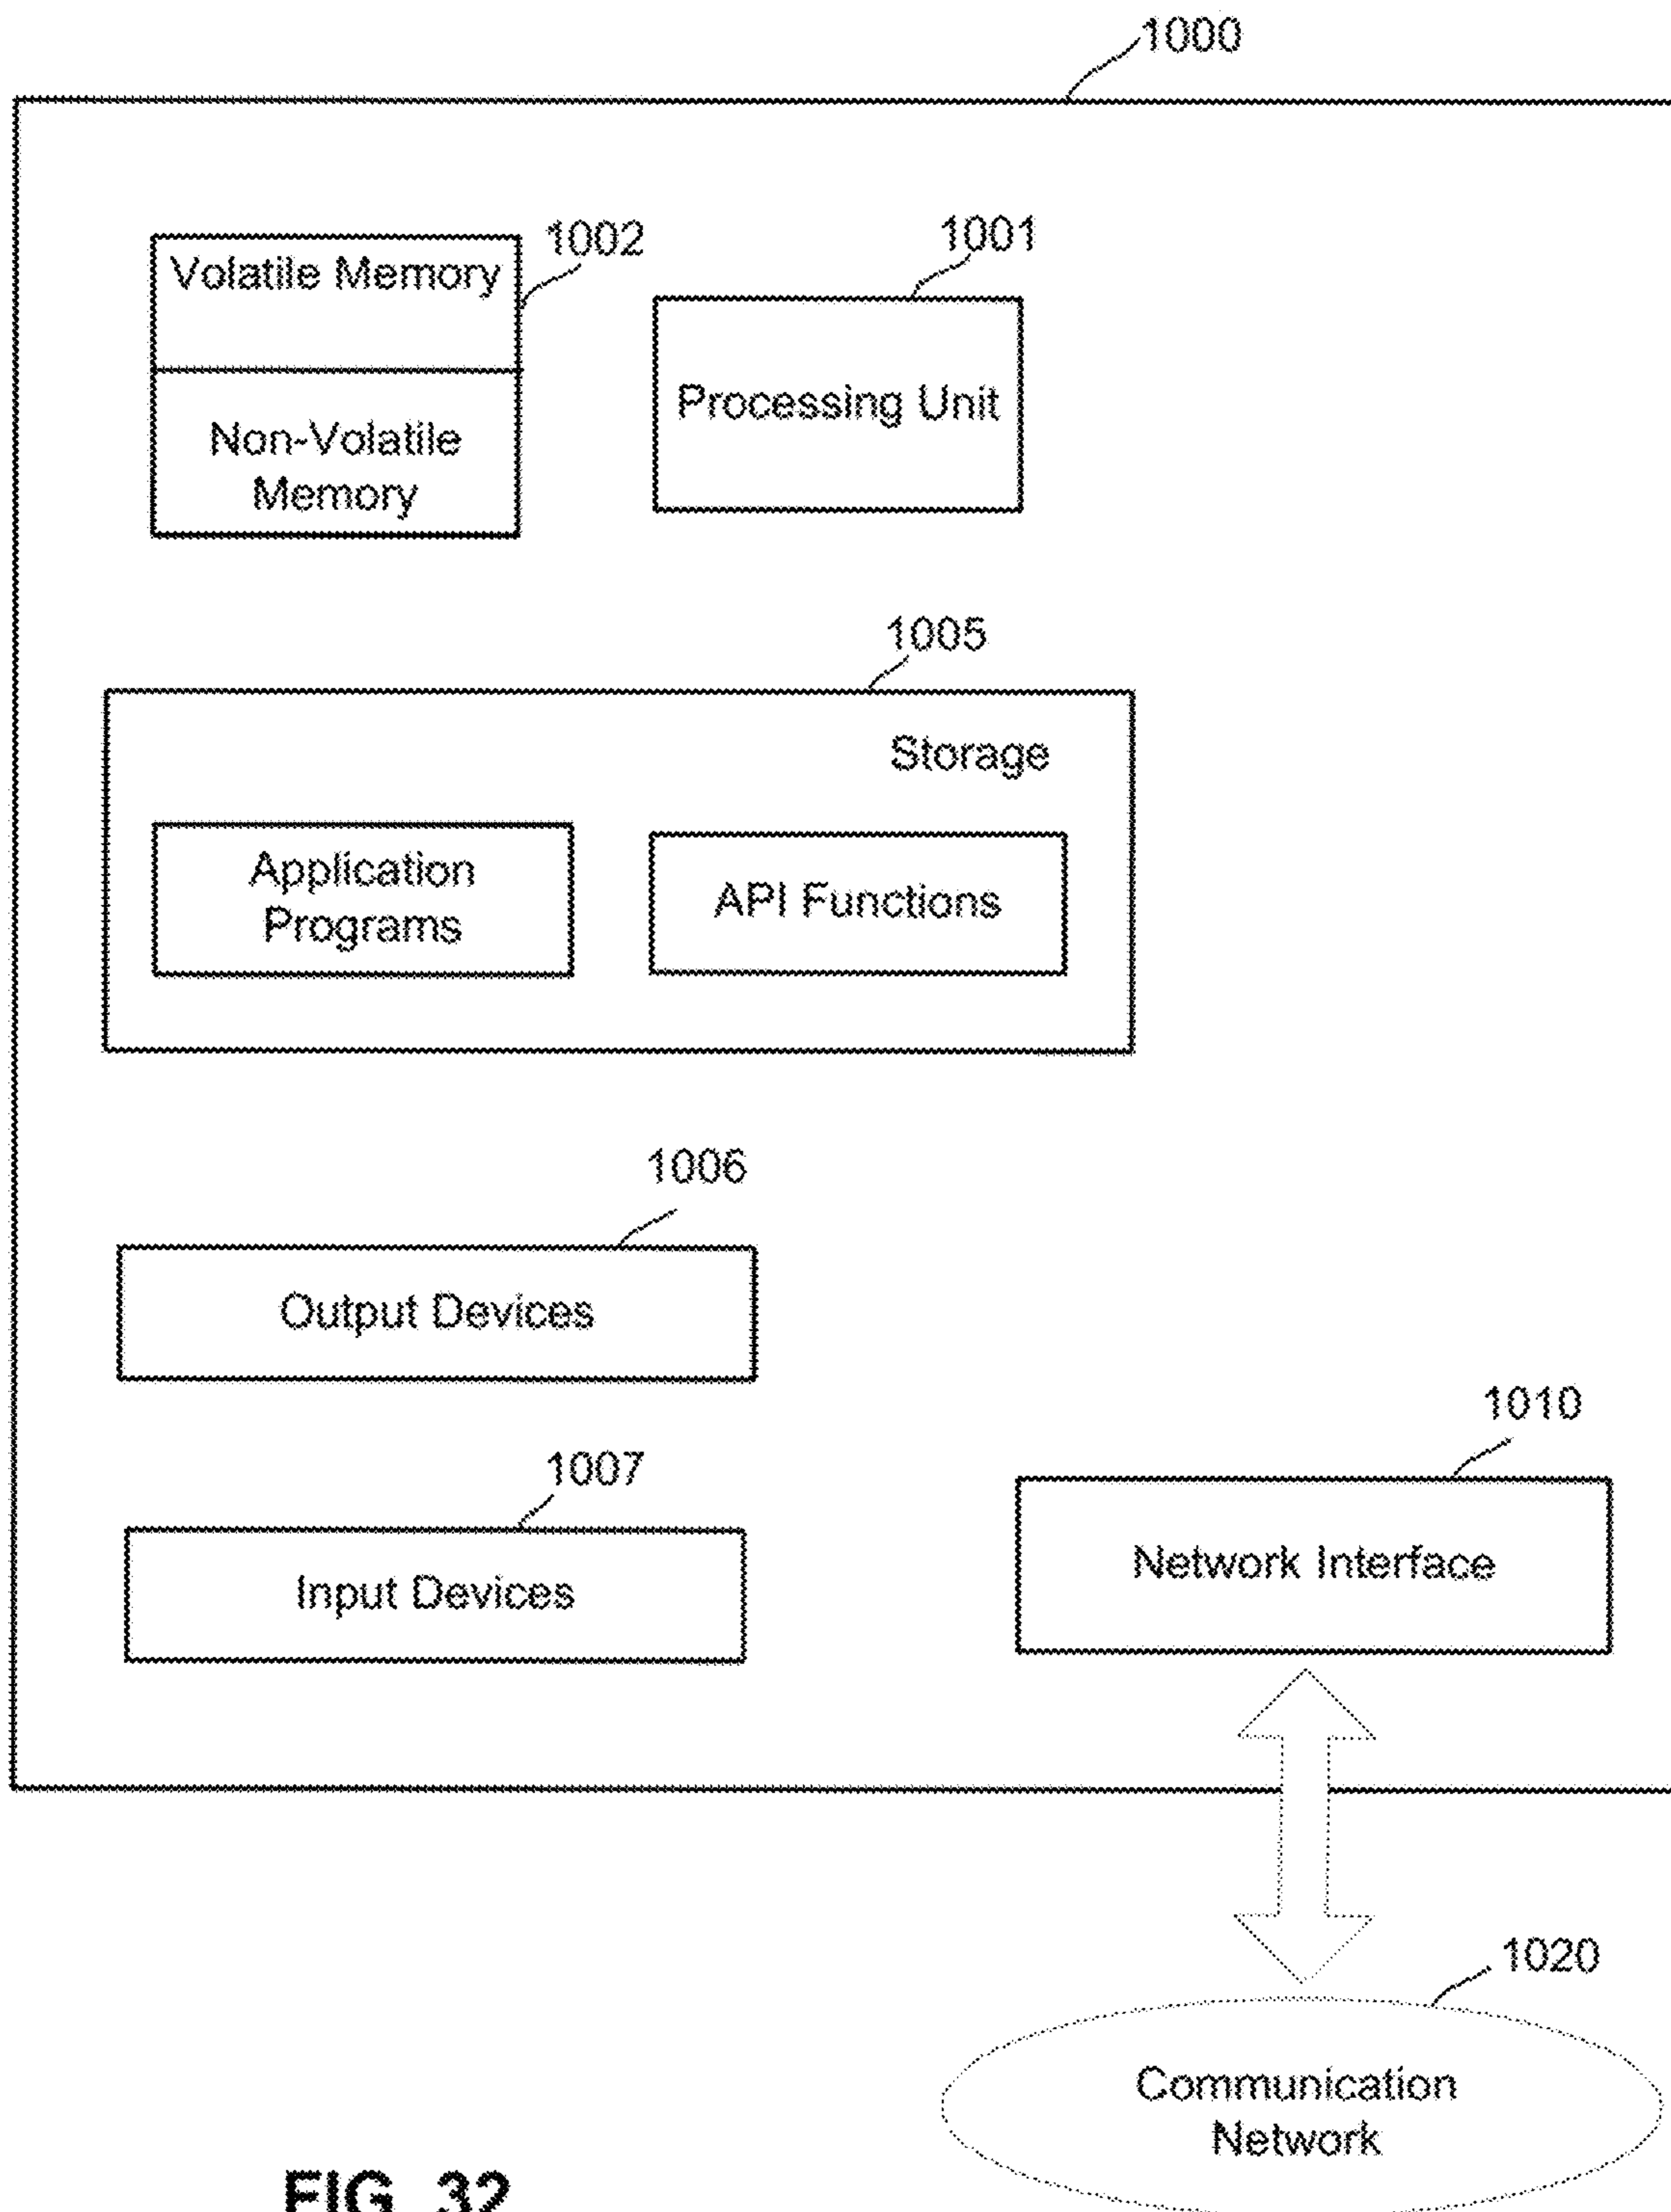 1000
1002
1001
Volatile Memory
Processing Unit
Non-Volatile
Memory
1005
Storage
Application
Programs
API Functions
1006
Output Devices
1010
1007
Network Interface
Input Devices
1020
Communication
Network
FIG. 32